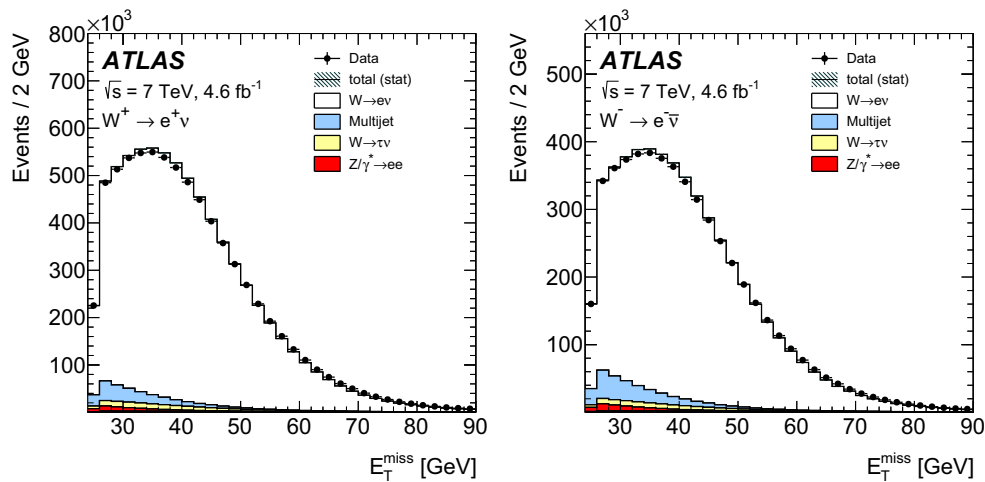 ×10³
Events / 2 GeV
800
700
600
500
400
300
200
100
ATLAS
√s = 7 TeV, 4.6 fb⁻¹
W⁺ → e⁺ν
Data
total (stat)
W→eν
Multijet
W→τν
Z/γ*→ee
30 40 50 60 70 80 90
E_T^miss [GeV]
×10³
Events / 2 GeV
500
400
300
200
100
ATLAS
√s = 7 TeV, 4.6 fb⁻¹
W⁻ → e⁻ν̅
Data
total (stat)
W→eν
Multijet
W→τν
Z/γ*→ee
30 40 50 60 70 80 90
E_T^miss [GeV]